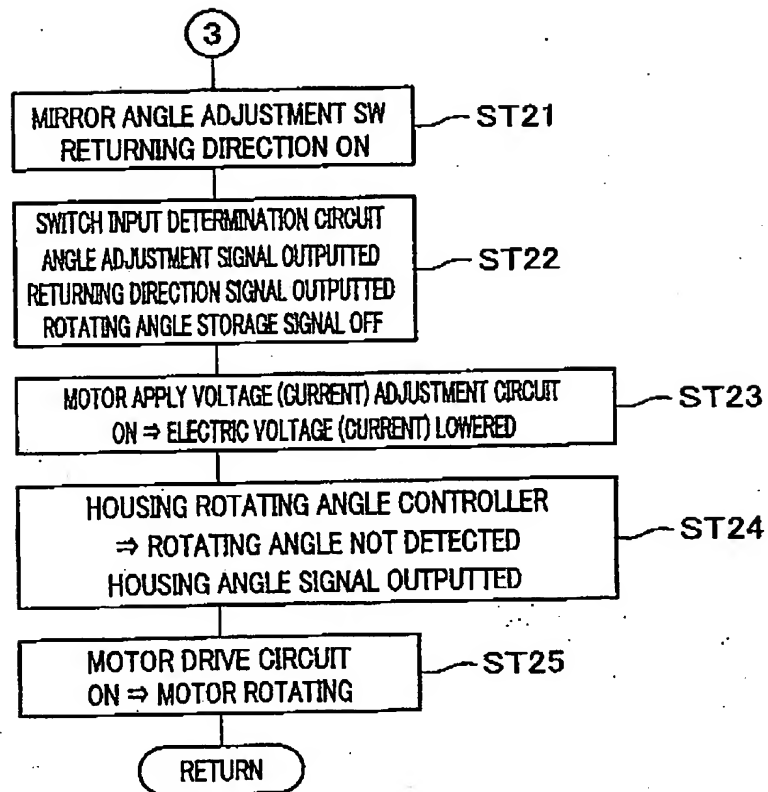 3
MIRROR ANGLE ADJUSTMENT SW
RETURNING DIRECTION ON
ST21
SWITCH INPUT DETERMINATION CIRCUIT
ANGLE ADJUSTMENT SIGNAL OUTPUTTED
RETURNING DIRECTION SIGNAL OUTPUTTED
ROTATING ANGLE STORAGE SIGNAL OFF
ST22
MOTOR APPLY VOLTAGE (CURRENT) ADJUSTMENT CIRCUIT
ON ⇒ ELECTRIC VOLTAGE (CURRENT) LOWERED
ST23
HOUSING ROTATING ANGLE CONTROLLER
⇒ ROTATING ANGLE NOT DETECTED
HOUSING ANGLE SIGNAL OUTPUTTED
ST24
MOTOR DRIVE CIRCUIT
ON ⇒ MOTOR ROTATING
ST25
RETURN